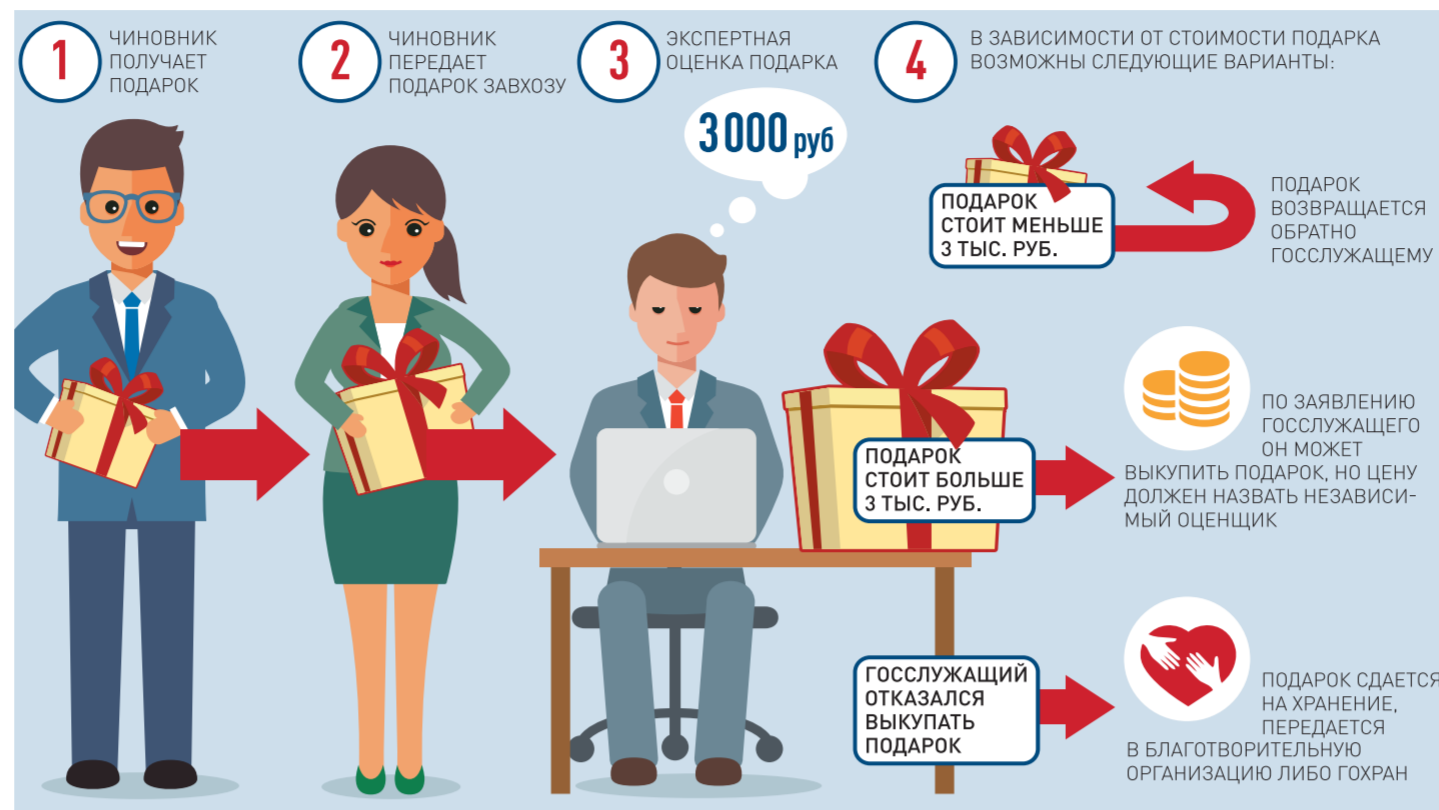 1
ЧИНОВНИК
ПОЛУЧАЕТ
ПОДАРОК
2
ЧИНОВНИК
ПЕРЕДАЕТ
ПОДАРОК ЗАВХОЗУ
3
ЭКСПЕРТНАЯ
ОЦЕНКА ПОДАРКА
3000 руб
4
В ЗАВИСИМОСТИ ОТ СТОИМОСТИ ПОДАРКА
ВОЗМОЖНЫ СЛЕДУЮЩИЕ ВАРИАНТЫ:
ПОДАРОК
СТОИТ МЕНЬШЕ
3 ТЫС. РУБ.
ПОДАРОК
ВОЗВРАЩАЕТСЯ
ОБРАТНО
ГОССЛУЖАЩЕМУ
ПОДАРОК
СТОИТ БОЛЬШЕ
3 ТЫС. РУБ.
ПО ЗАЯВЛЕНИЮ
ГОССЛУЖАЩЕГО
ОН МОЖЕТ
ВЫКУПИТЬ ПОДАРОК, НО ЦЕНУ
ДОЛЖЕН НАЗВАТЬ НЕЗАВИСИ-
МЫЙ ОЦЕНЩИК
ГОССЛУЖАЩИЙ
ОТКАЗАЛСЯ
ВЫКУПАТЬ
ПОДАРОК
ПОДАРОК СДАЕТСЯ
НА ХРАНЕНИЕ,
ПЕРЕДАЕТСЯ
В БЛАГОТВОРИТЕЛЬНУЮ
ОРГАНИЗАЦИЮ ЛИБО ГОХРАН